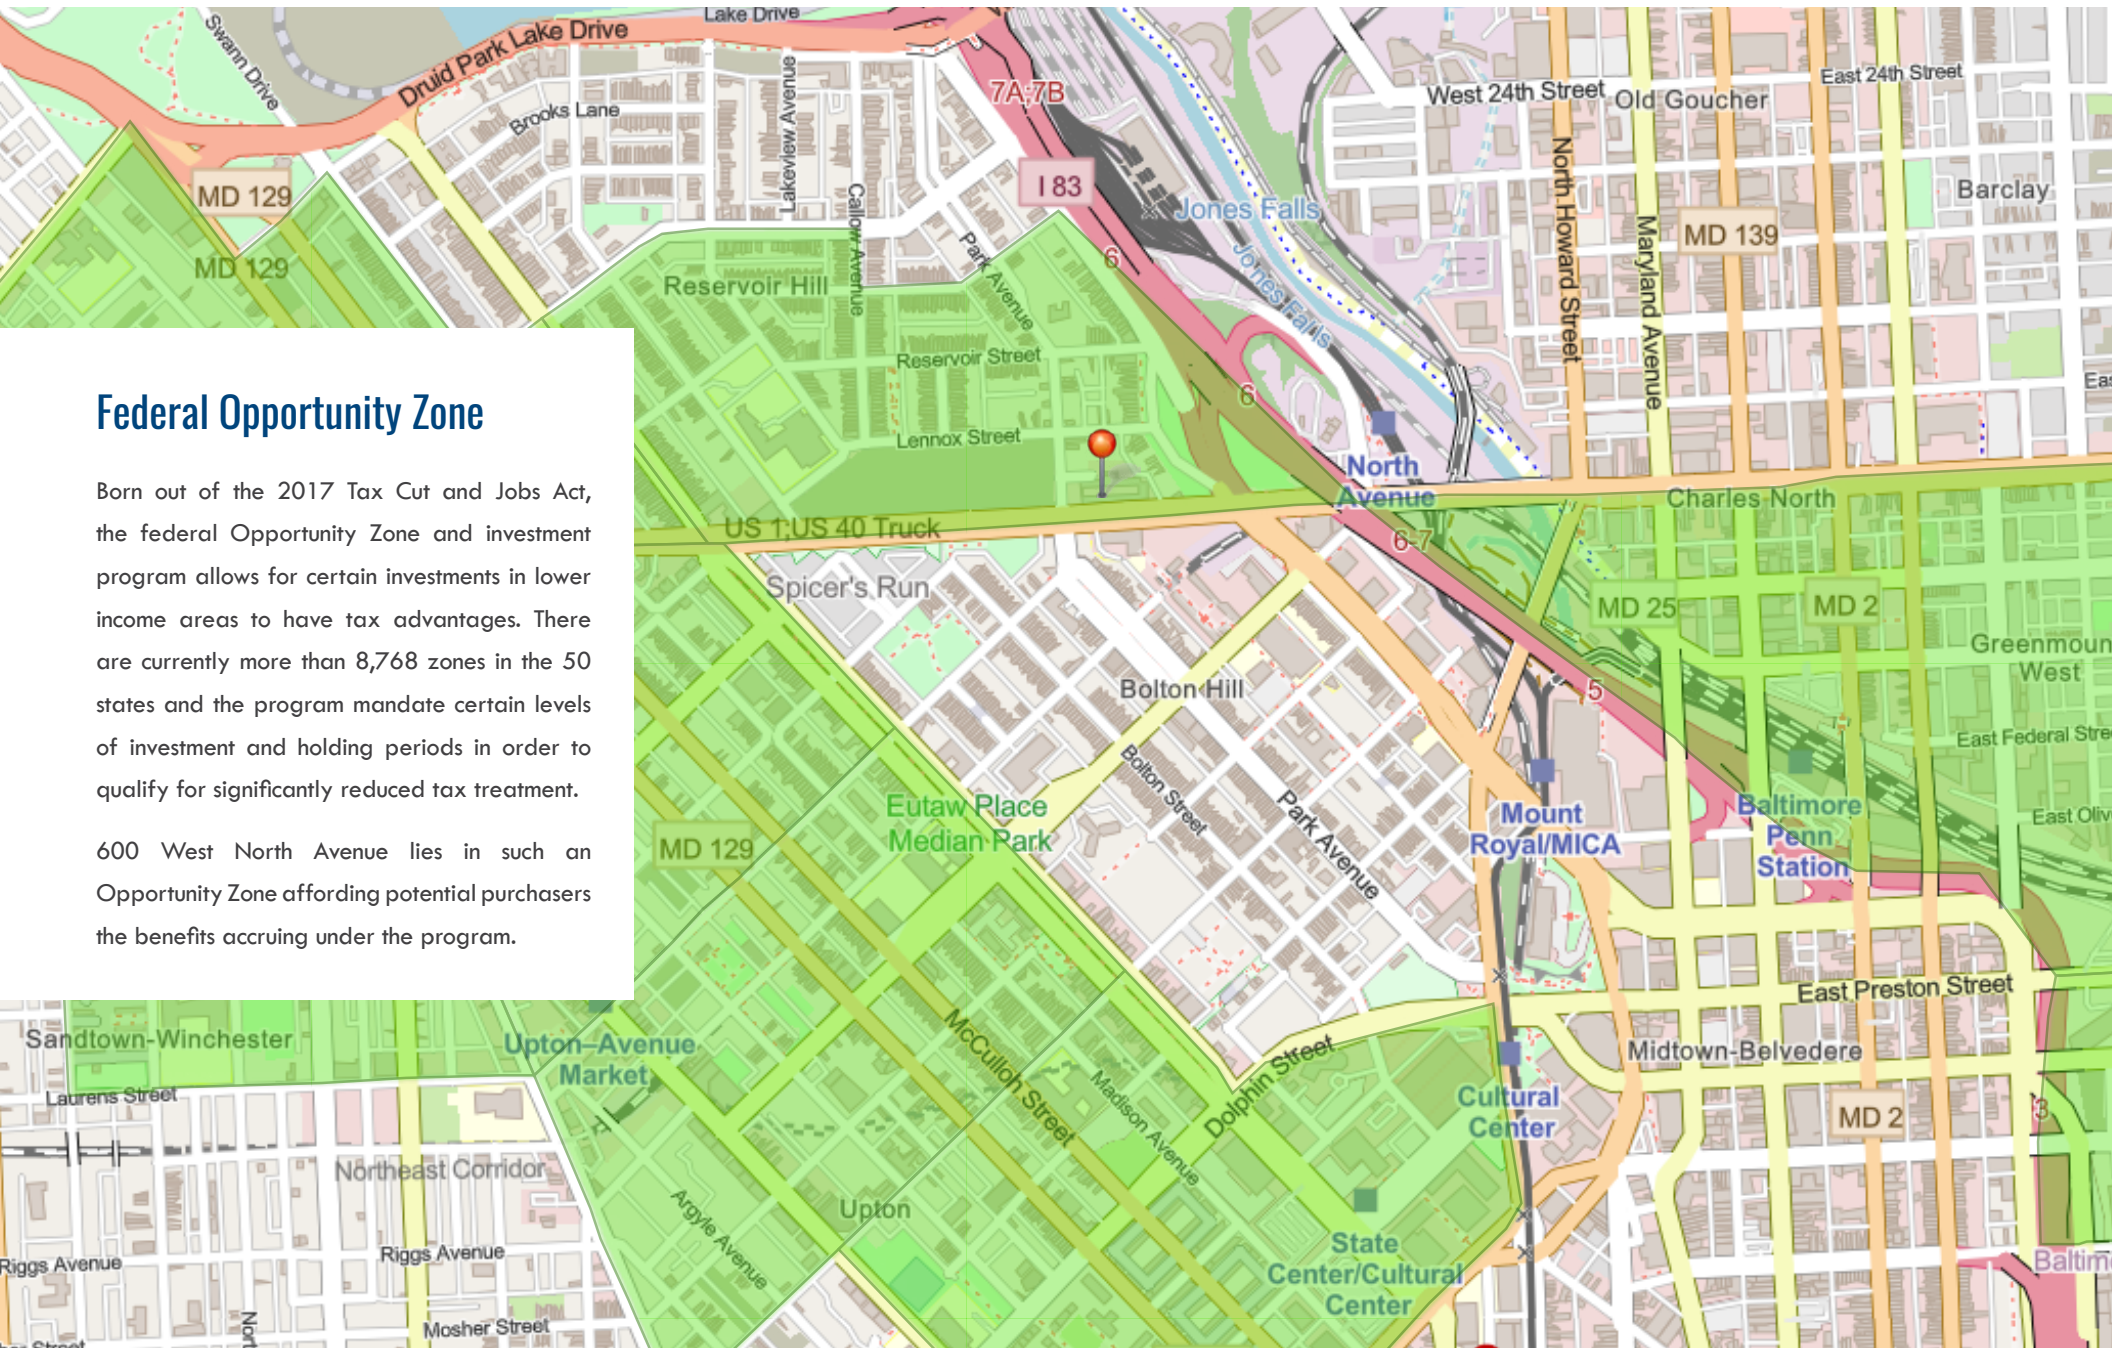 Lake Drive
Swann Drive
Druid Park Lake Drive
Brooks Lane
Lakeview Avenue
Callow Avenue
7A;7B
West 24th Street
Old Goucher
East 24th Street
MD 129
I 83
Jones Falls
North Howard Street
Maryland Avenue
Barclay
MD 139
MD 129
Reservoir Hill
Park Avenue
6
Jones Falls
Reservoir Street
6
Lennox Street
North
Avenue
Charles North
US 1;US 40 Truck
6-7
Spicer's Run
MD 25
MD 2
West
Bolton Hill
5
Bolton Street
Park Avenue
Eutaw Place
Median Park
MD 129
Mount
Royal/MICA
Baltimore
Penn
Station
Federal Opportunity Zone
Born out of the 2017 Tax Cut and Jobs Act,
the federal Opportunity Zone and investment
program allows for certain investments in lower
income areas to have tax advantages. There
are currently more than 8,768 zones in the 50
states and the program mandate certain levels
of investment and holding periods in order to
qualify for significantly reduced tax treatment.
600 West North Avenue lies in such an
Opportunity Zone affording potential purchasers
the benefits accruing under the program.
East Preston Street
Sandtown-Winchester
Upton–Avenue
Market
McCulloh Street
Madison Avenue
Dolphin Street
Midtown-Belvedere
Laurens Street
Cultural
Center
MD 2
3
Northeast Corridor
Argyle Avenue
Upton
Riggs Avenue
Riggs Avenue
State
Center/Cultural
Center
Mosher Street